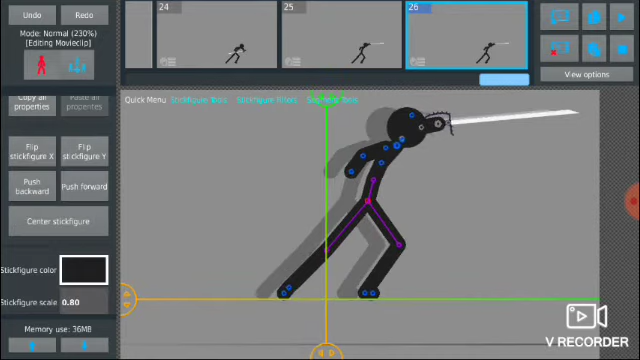 Undo
Redo
Mode: Normal (230%)
[Editing Movieclip]
Copy all properties
Paste all properties
Flip stickfigure X
Flip stickfigure Y
Push backward
Push forward
Center stickfigure
Stickfigure color
Stickfigure scale
0.80
Memory use: 36MB
24
25
26
View options
Quick Menu
Stickfigure Tools
Stickfigure Filters
V RECORDER